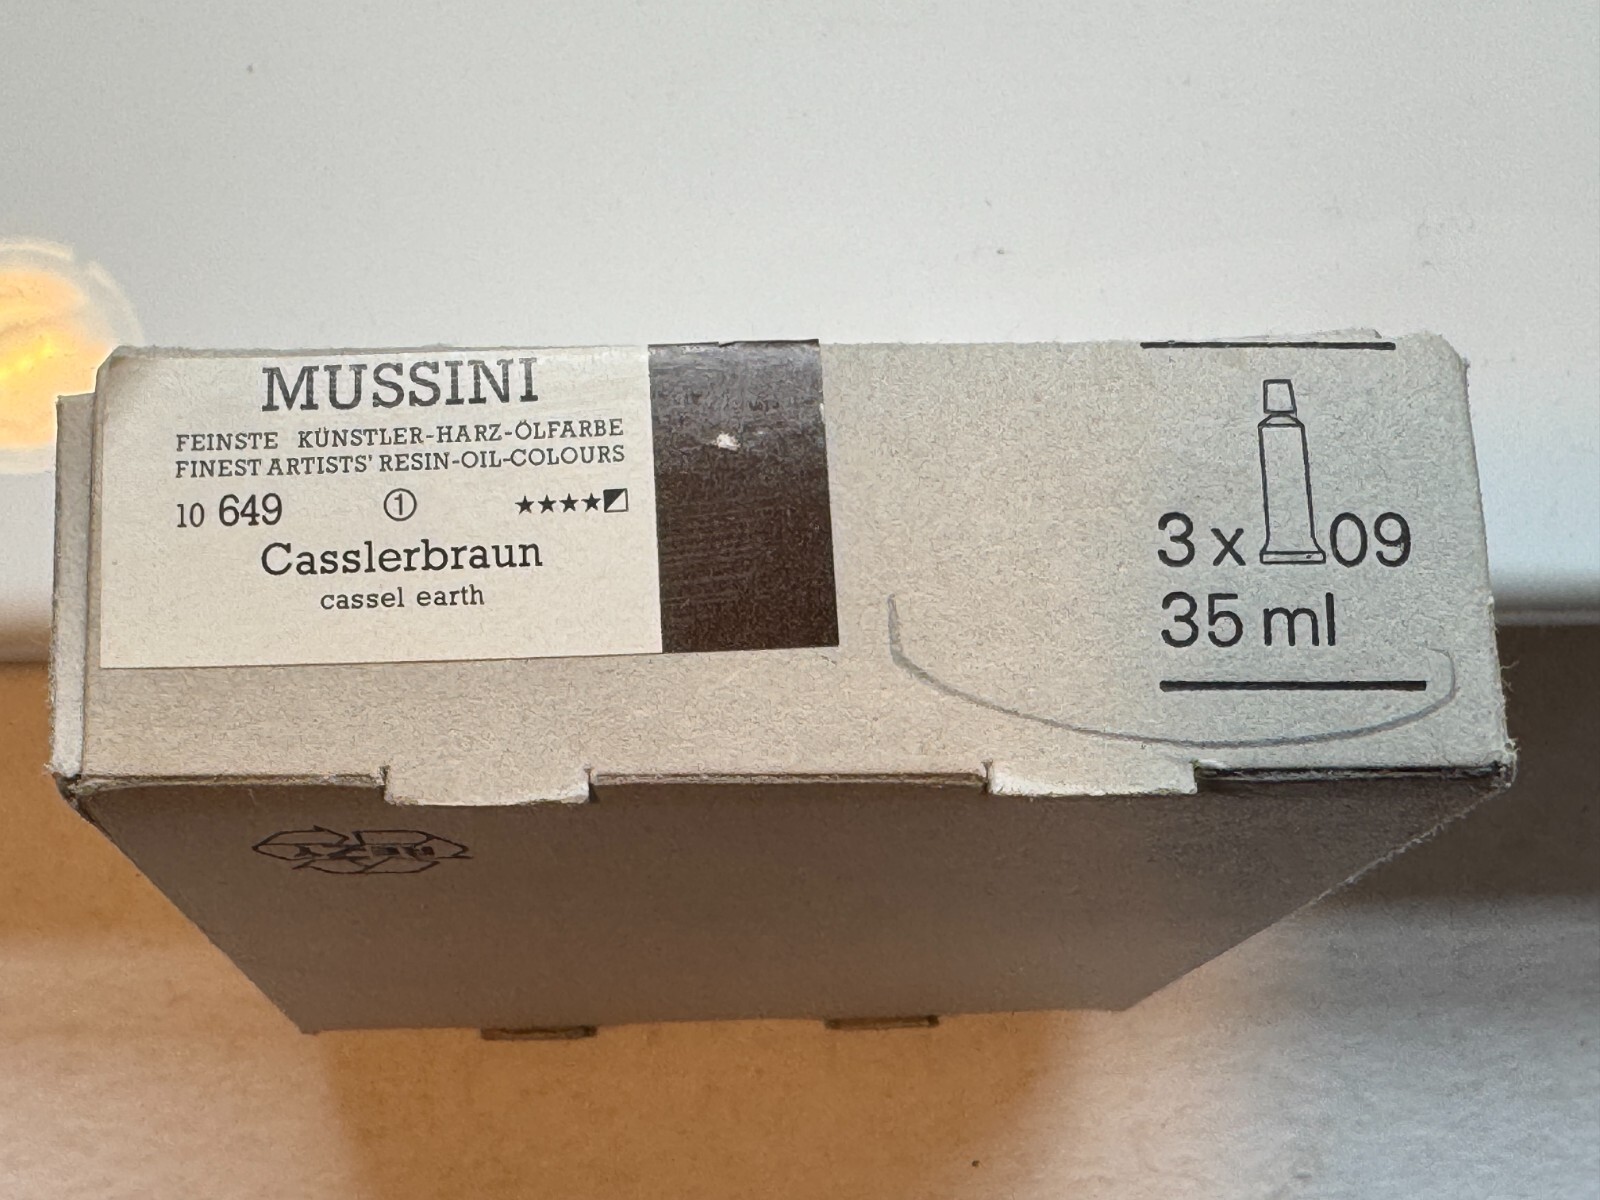 MUSSINI
FEINSTE KÜNSTLER-HARZ-ÖLFARBE
FINEST ARTISTS' RESIN-OIL-COLOURS
10 649 ① ★★★★◩
Casslerbraun
cassel earth
3 x 09
35 ml